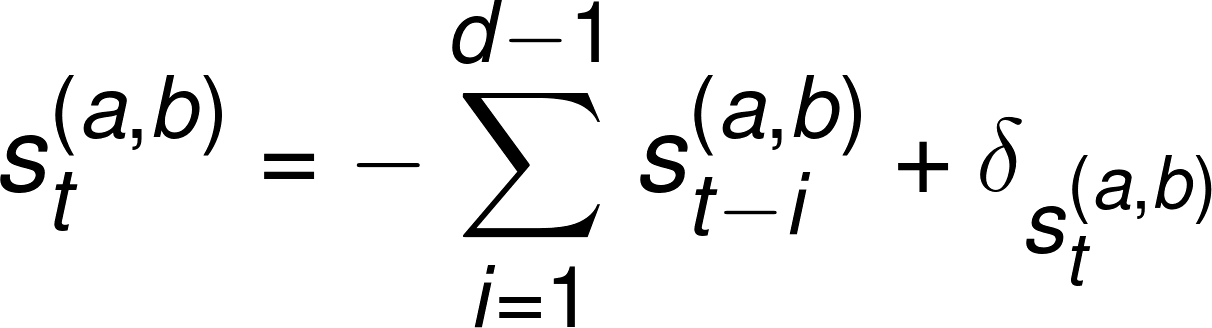 $s_t^{(a,b)} = -\sum_{i=1}^{d-1} s_{t-i}^{(a,b)} + \delta_{s_t^{(a,b)}}$